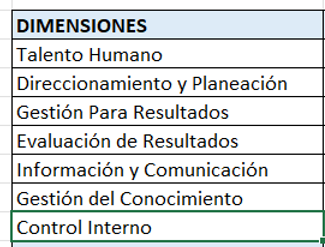 DIMENSIONES
Talento Humano
Direccionamiento y Planeación
Gestión Para Resultados
Evaluación de Resultados
Información y Comunicación
Gestión del Conocimiento
Control Interno